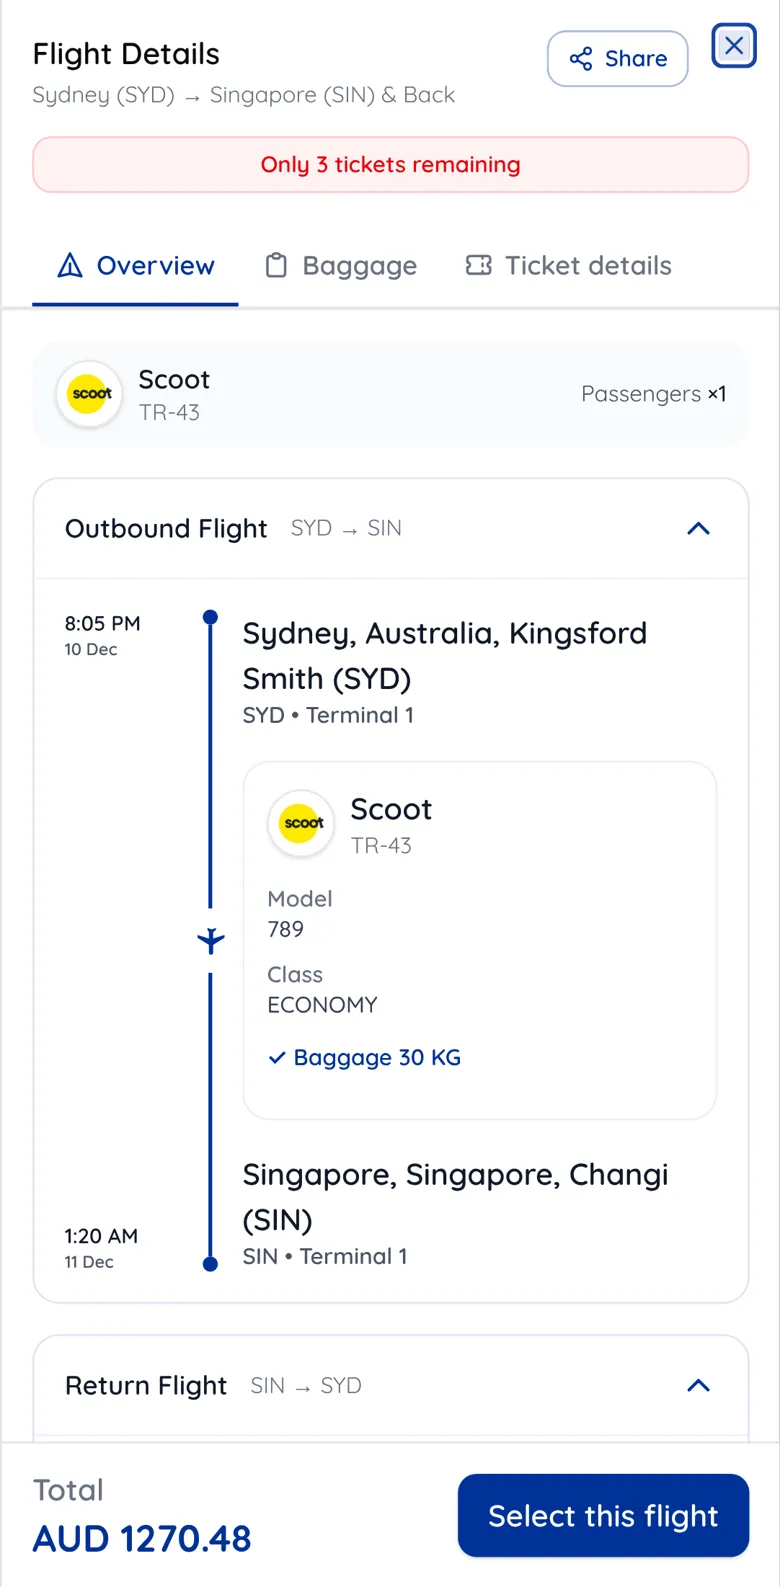 Flight Details
Share
Sydney (SYD) → Singapore (SIN) & Back
Only 3 tickets remaining
Overview
Baggage
Ticket details
scoot
Scoot
TR-43
Passengers ×1
Outbound Flight SYD → SIN
8:05 PM
10 Dec
Sydney, Australia, Kingsford
Smith (SYD)
SYD • Terminal 1
scoot
Scoot
TR-43
Model
789
Class
ECONOMY
Baggage 30 KG
Singapore, Singapore, Changi
(SIN)
1:20 AM
11 Dec
SIN • Terminal 1
Return Flight SIN → SYD
Total
AUD 1270.48
Select this flight